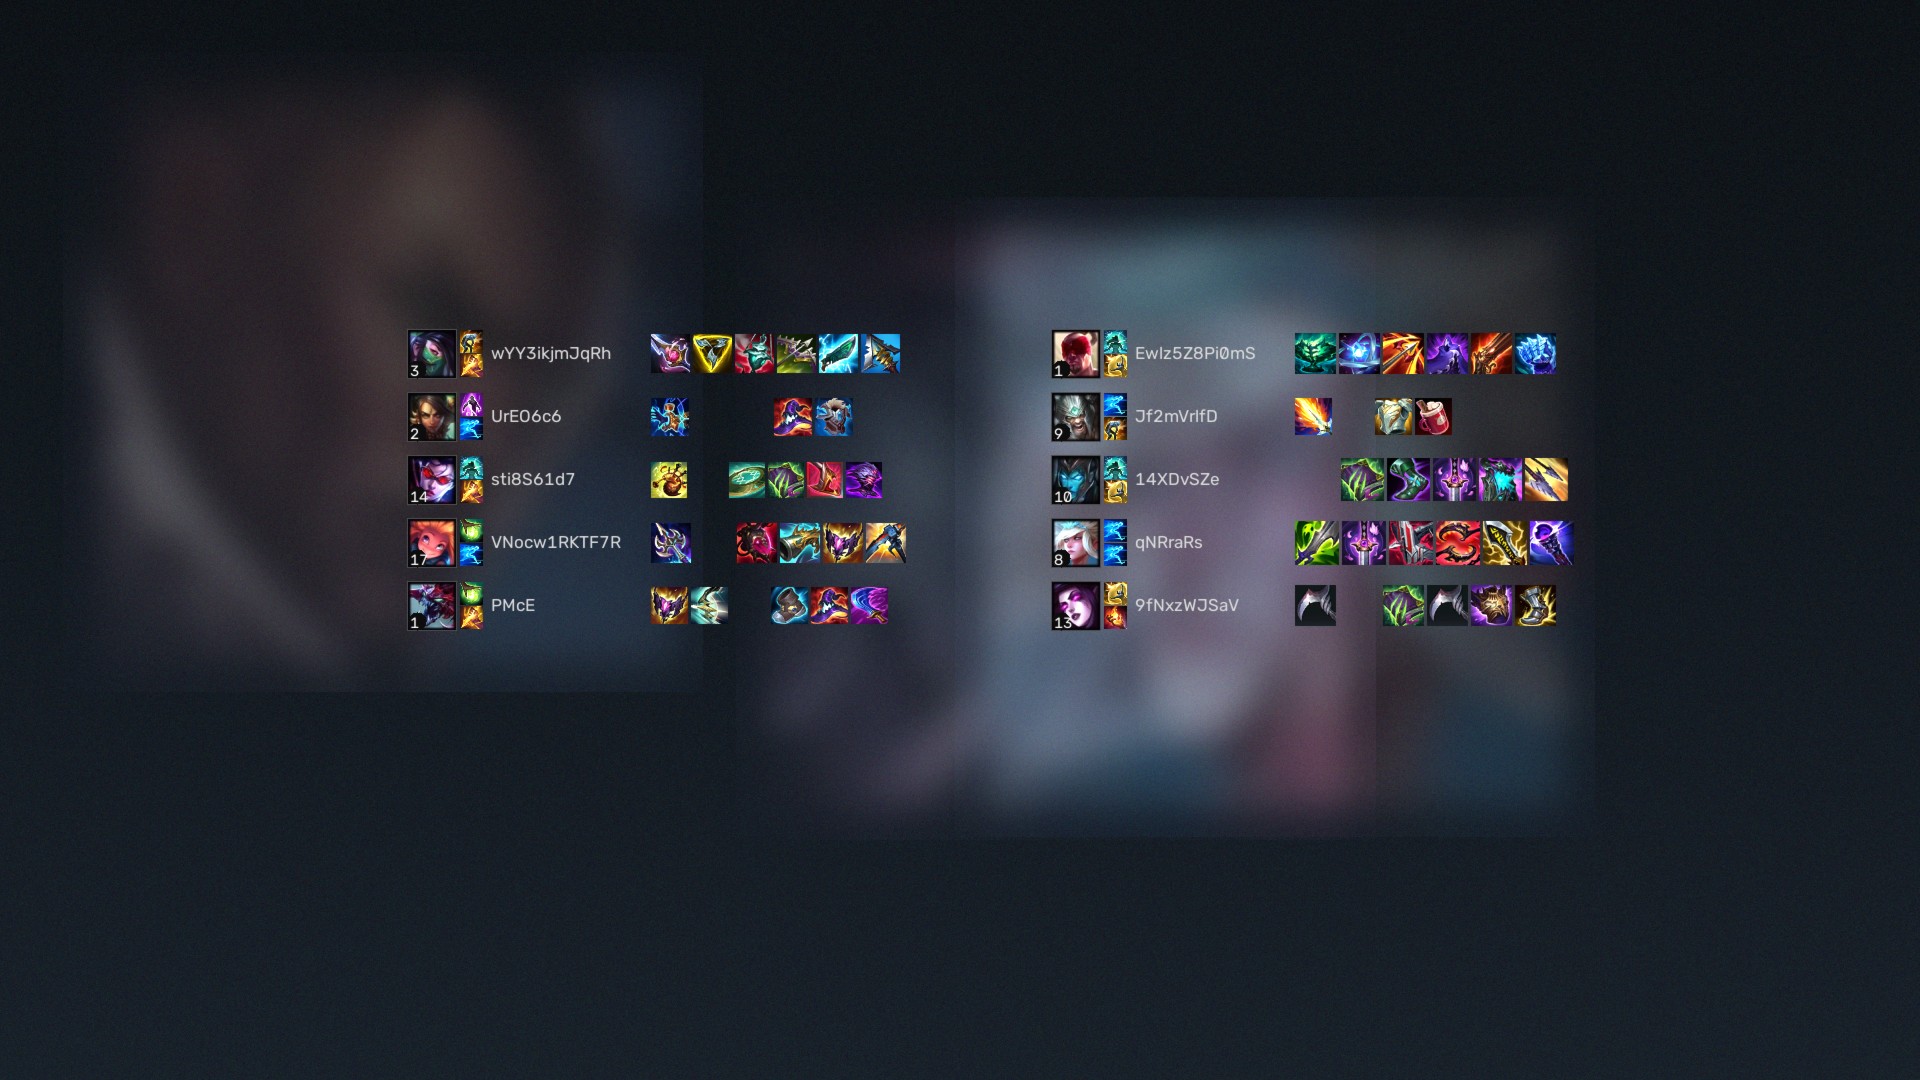 3 wYY3ikjmJqRh
2 UrEO6c6
14 sti8S61d7
17 VNocw1RKTF7R
1 PMcE
1 Ewlz5Z8Pi0mS
9 Jf2mVrlfD
10 14XDvSZe
8 qNRraRs
13 9fNxzWJSaV